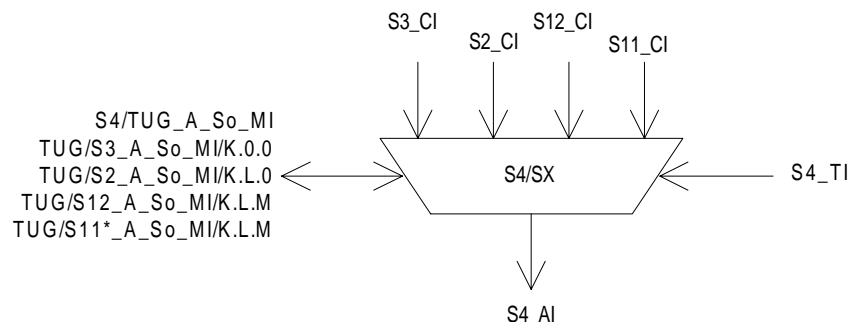 S3_CI
S2_CI
S12_CI
S11_CI
S4/TUG_A_So_MI
TUG/S3_A_So_MI/K.0.0
TUG/S2_A_So_MI/K.L.0
TUG/S12_A_So_MI/K.L.M
TUG/S11*_A_So_MI/K.L.M
S4/SX
S4_TI
S4_AI